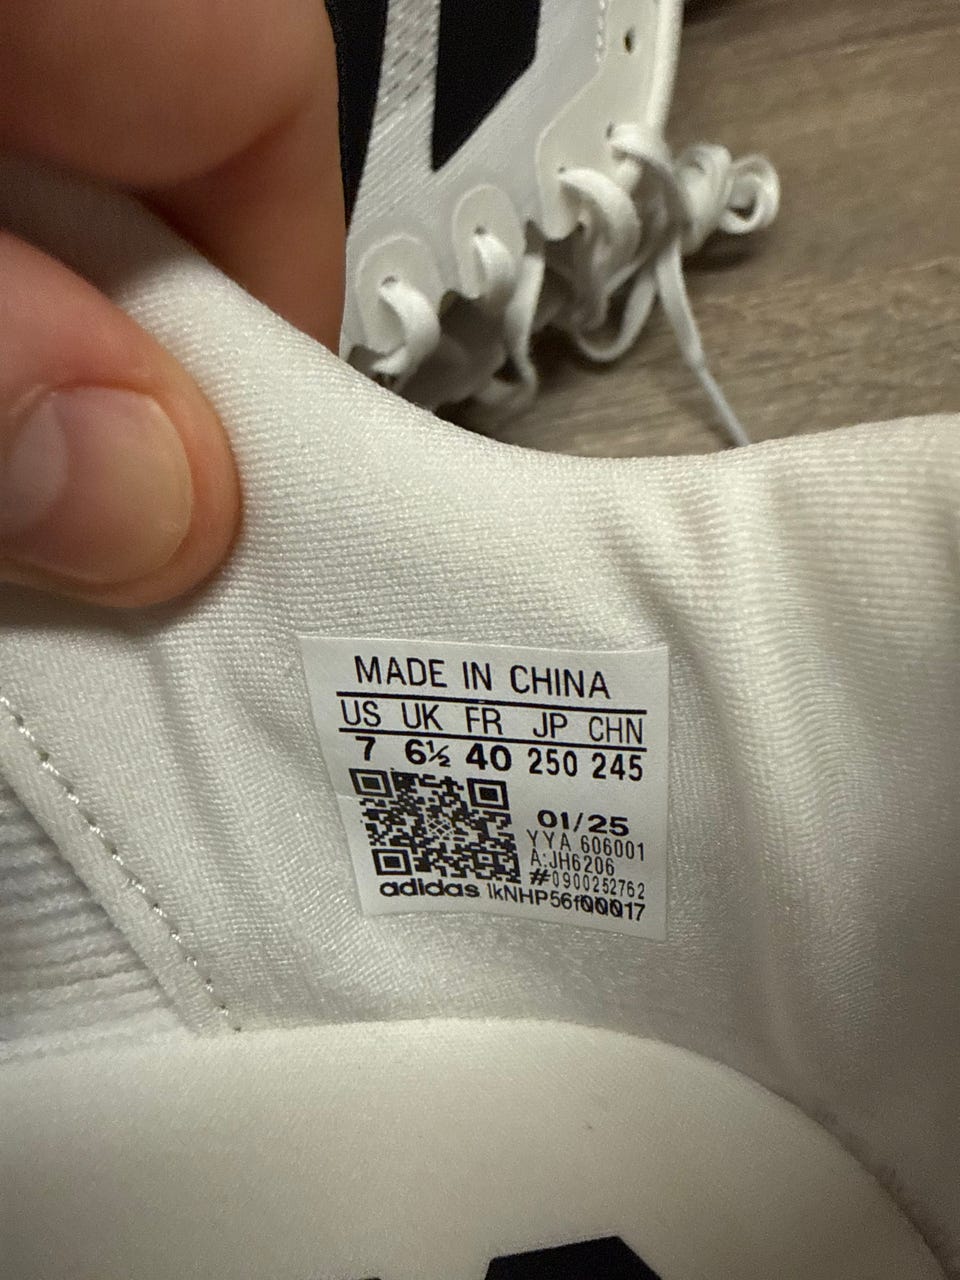 MADE IN CHINA
US UK FR JP CHN
7 6½ 40 250 245
01/25
YYA 606001
A:JH6206
#0900252762
adidas 1kNHP56f00017